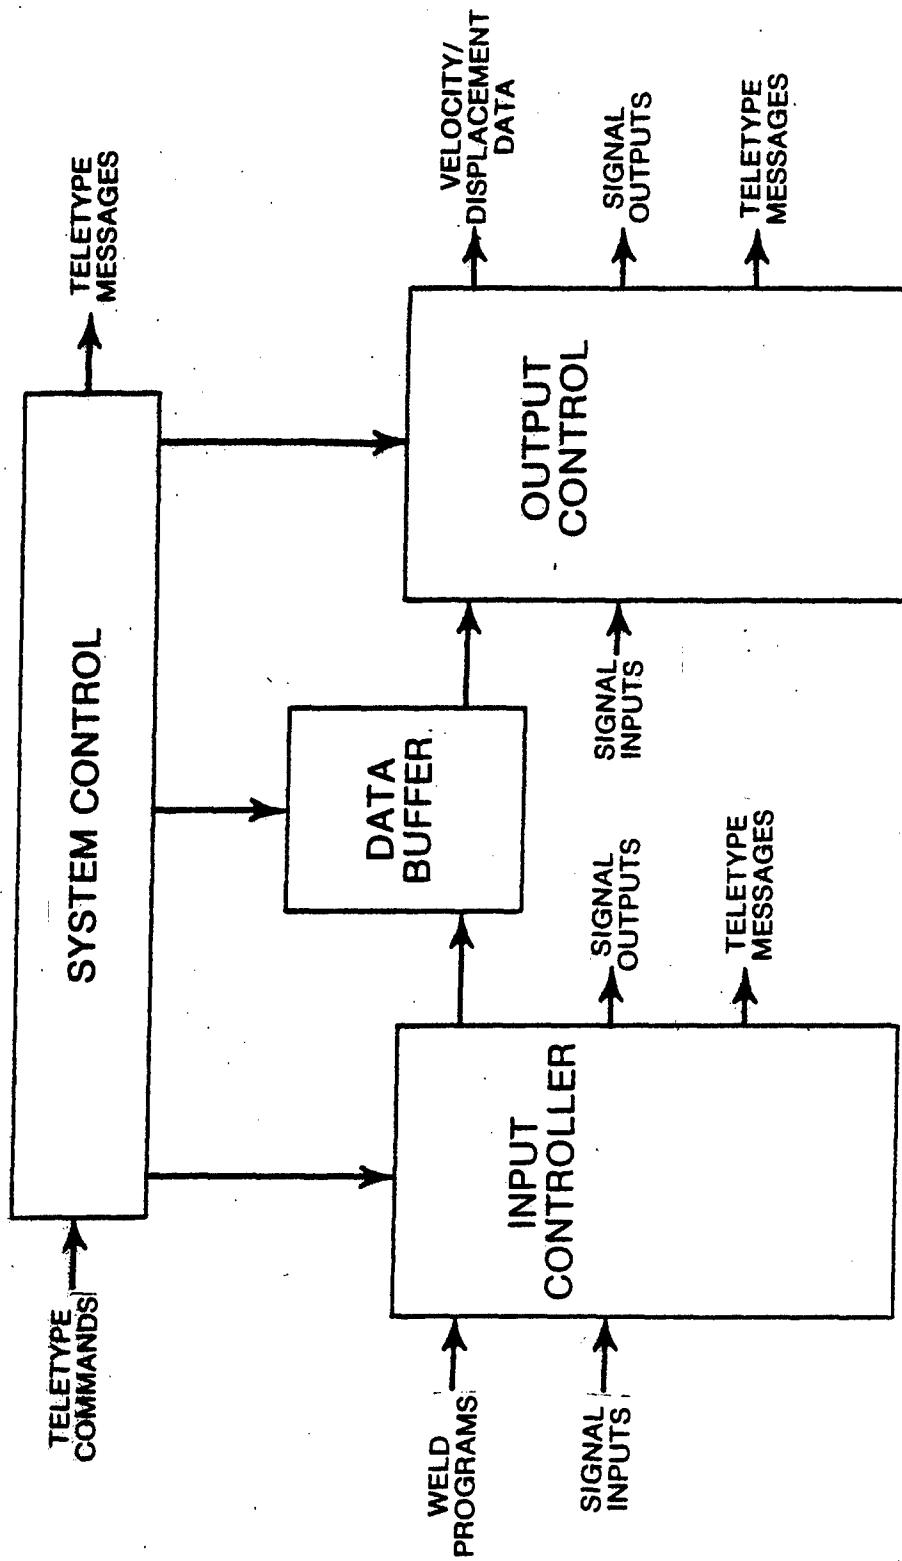 TELETYPE
COMMANDS
SYSTEM CONTROL
TELETYPE
MESSAGES
WELD
PROGRAMS
SIGNAL
INPUTS
INPUT
CONTROLLER
SIGNAL
OUTPUTS
TELETYPE
MESSAGES
DATA
BUFFER
SIGNAL
INPUTS
OUTPUT
CONTROL
VELOCITY/
DISPLACEMENT
DATA
SIGNAL
OUTPUTS
TELETYPE
MESSAGES